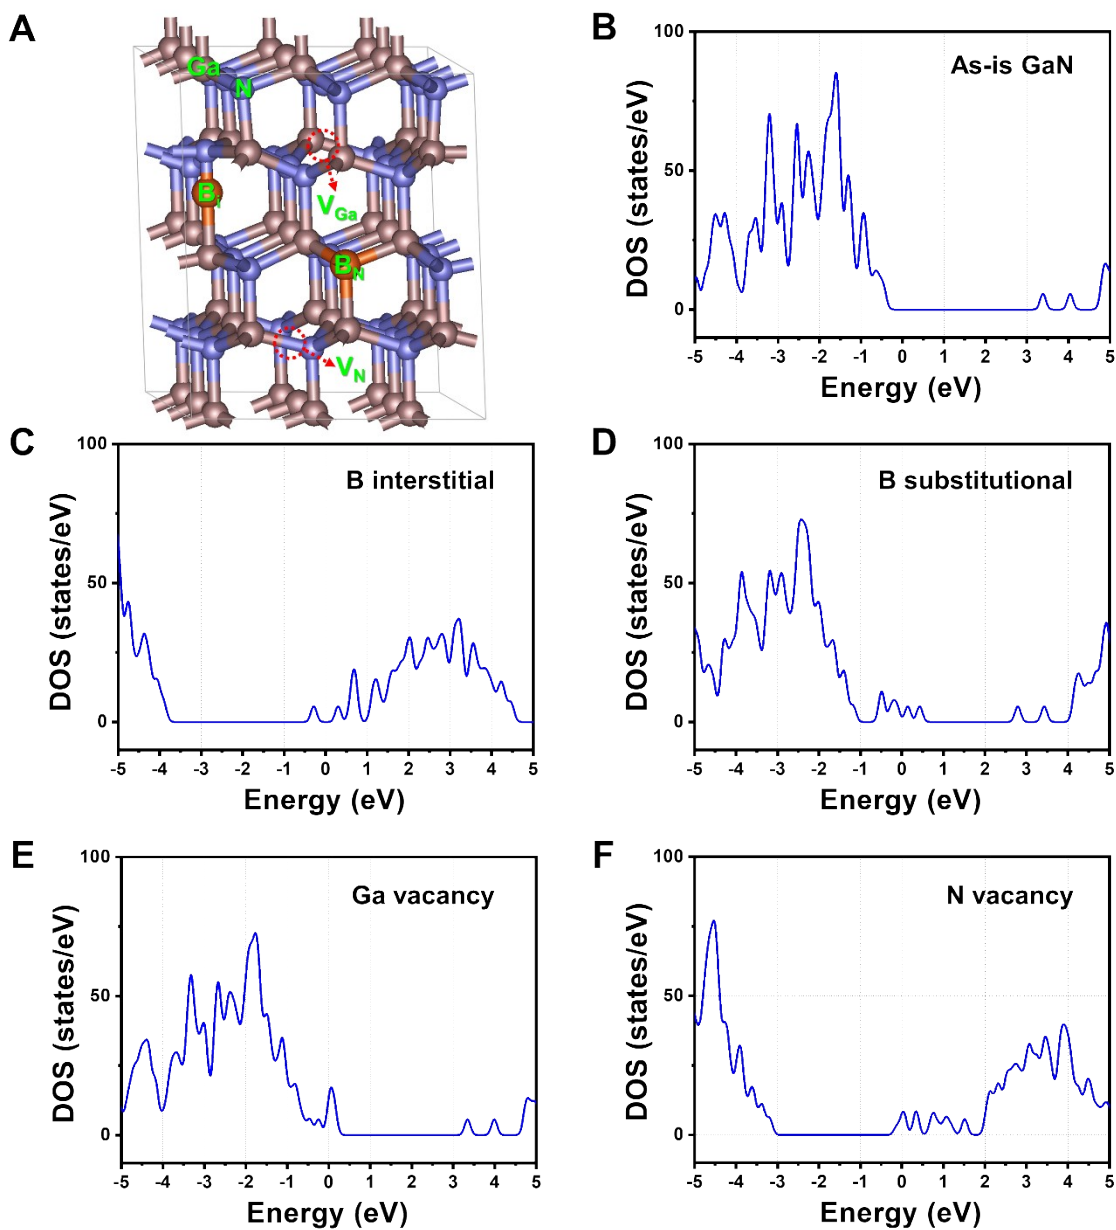 A
Ga
N
B
I
V
Ga
B
N
V
N
B
As-is GaN
DOS (states/eV)
100
50
0
-5 -4 -3 -2 -1 0 1 2 3 4 5
Energy (eV)
C
B interstitial
DOS (states/eV)
100
50
0
-5 -4 -3 -2 -1 0 1 2 3 4 5
Energy (eV)
D
B substitutional
DOS (states/eV)
100
50
0
-5 -4 -3 -2 -1 0 1 2 3 4 5
Energy (eV)
E
Ga vacancy
DOS (states/eV)
100
50
0
-5 -4 -3 -2 -1 0 1 2 3 4 5
Energy (eV)
F
N vacancy
DOS (states/eV)
100
50
0
-5 -4 -3 -2 -1 0 1 2 3 4 5
Energy (eV)